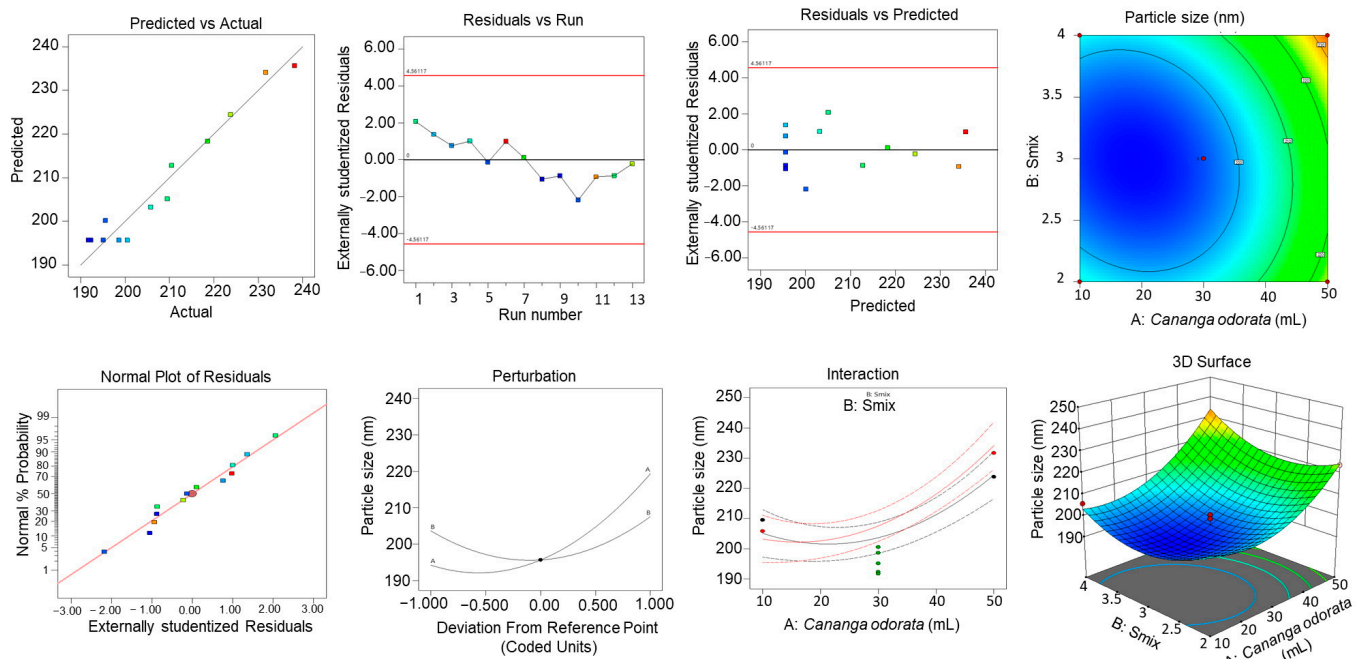 Predicted vs Actual
240
230
220
210
200
190
Predicted
190 200 210 220 230 240
Actual
Residuals vs Run
6.00
4.00
2.00
0.00
−2.00
−4.00
−6.00
Externally studentized Residuals
4.56117
0
−4.56117
1 3 5 7 9 11 13
Run number
Residuals vs Predicted
6.00
4.00
2.00
0.00
−2.00
−4.00
−6.00
Externally studentized Residuals
4.56117
0
−4.56117
190 200 210 220 230 240
Predicted
Particle size (nm)
4
3.5
3
2.5
2
B: Smix
10 20 30 40 50
A: Cananga odorata (mL)
Normal Plot of Residuals
99
95
90
80
70
50
30
20
10
5
1
Normal % Probability
−3.00 −2.00 −1.00 0.00 1.00 2.00 3.00
Externally studentized Residuals
Perturbation
240
230
220
210
200
190
Particle size (nm)
A
B
B
A
−1.000 −0.500 0.00 0.500 1.000
Deviation From Reference Point
(Coded Units)
Interaction
B: Smix
B: Smix
250
240
230
220
210
200
190
Particle size (nm)
10 20 30 40 50
A: Cananga odorata (mL)
3D Surface
250
240
230
220
210
200
190
Particle size (nm)
4 3.5 3 2.5 2
B: Smix
10 20 30 40 50
A: Cananga odorata
(mL)